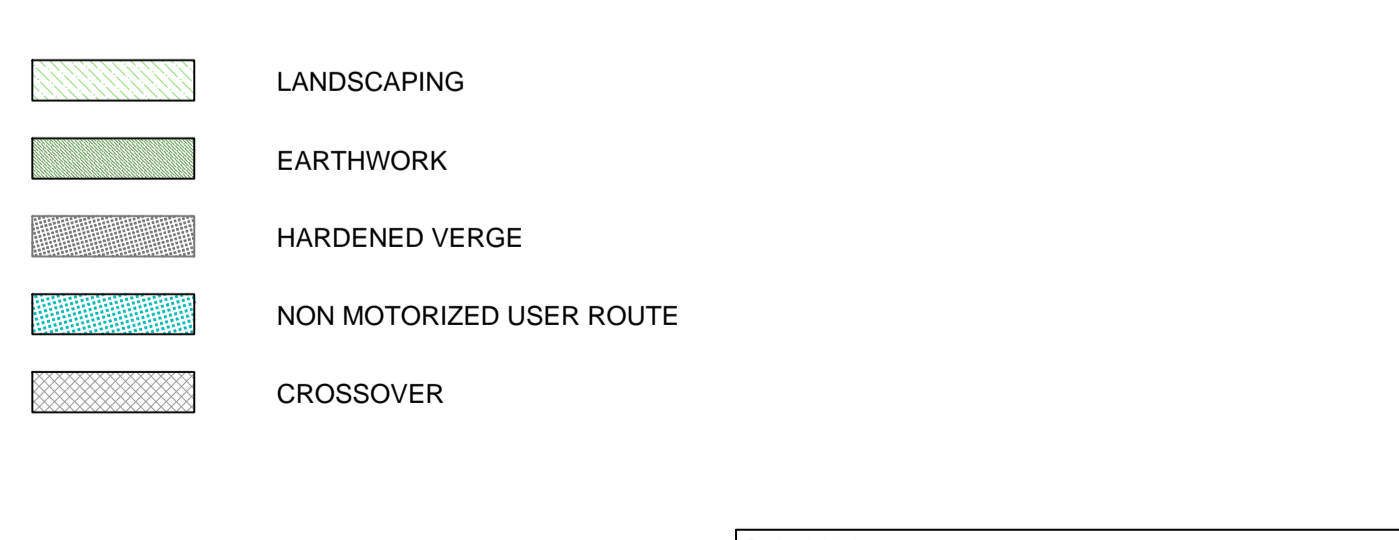 LANDSCAPING
EARTHWORK
HARDENED VERGE
NON MOTORIZED USER ROUTE
CROSSOVER